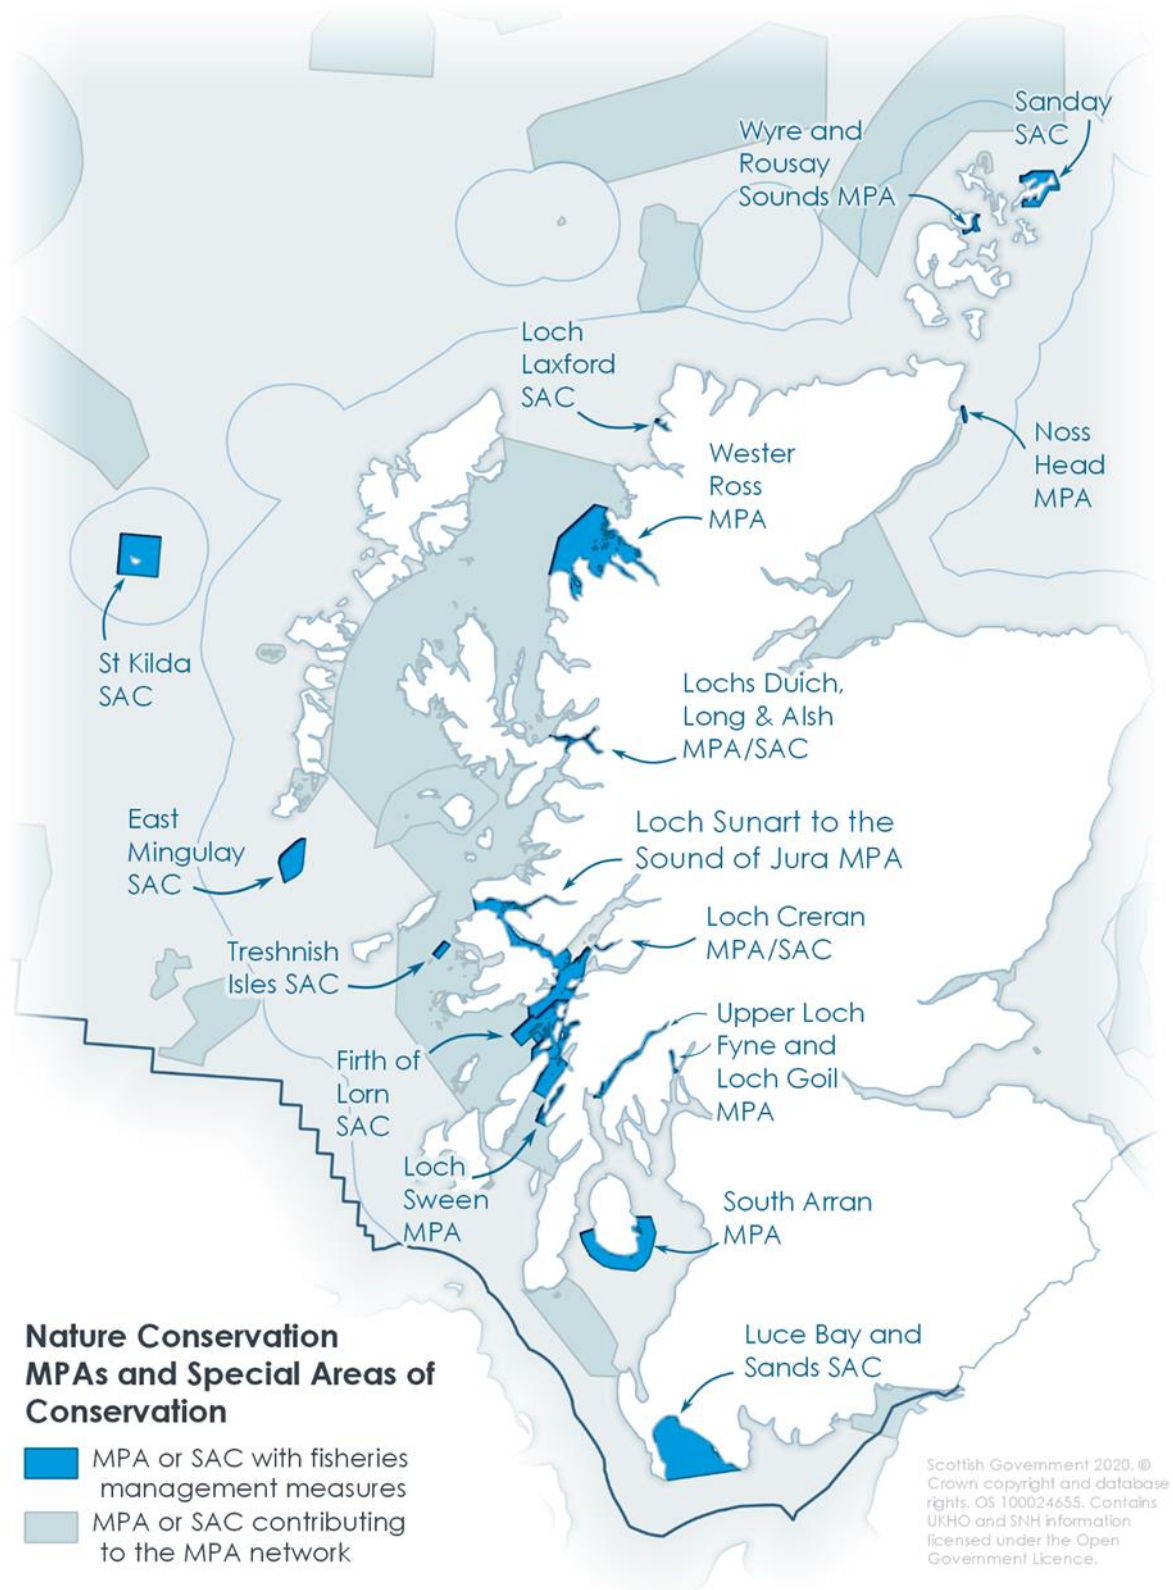 Sanday
SAC
Wyre and
Rousay
Sounds MPA
Loch
Laxford
SAC
Noss
Head
MPA
Wester
Ross
MPA
St Kilda
SAC
Lochs Duich,
Long & Alsh
MPA/SAC
East
Mingulay
SAC
Loch Sunart to the
Sound of Jura MPA
Loch Creran
MPA/SAC
Treshnish
Isles SAC
Upper Loch
Fyne and
Loch Goil
MPA
Firth of
Lorn
SAC
Loch
Sween
MPA
South Arran
MPA
Luce Bay and
Sands SAC
Nature Conservation
MPAs and Special Areas of
Conservation
MPA or SAC with fisheries
management measures
MPA or SAC contributing
to the MPA network
Scottish Government 2020. ©
Crown copyright and database
rights. OS 100024655. Contains
UKHO and SNH information
licensed under the Open
Government Licence.